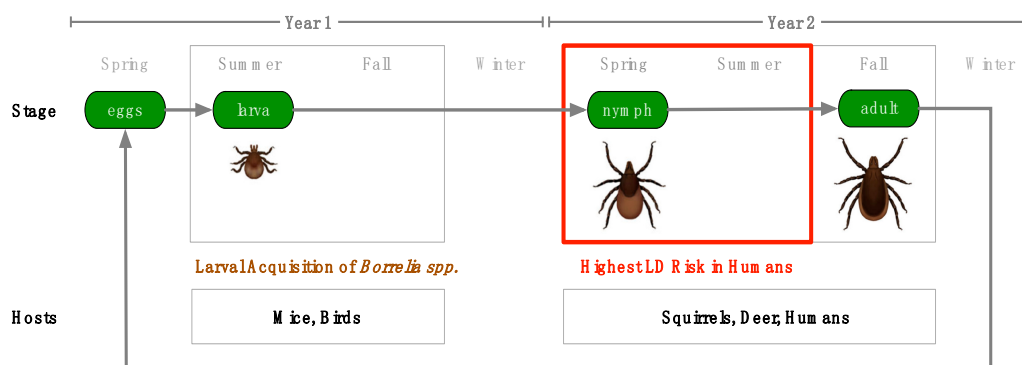 Year 1 Year 2
Spring Summer Fall Winter Spring Summer Fall Winter
Stage eggs larva nymph adult
Larval Acquisition of Borrelia spp. Highest LD Risk in Humans
Hosts Mice, Birds Squirrels, Deer, Humans